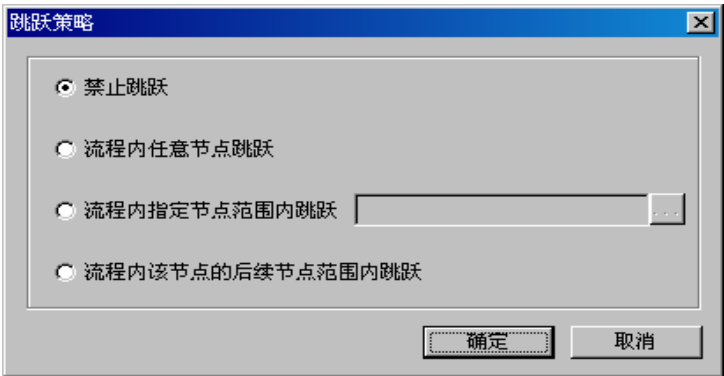 跳跃策略
禁止跳跃
流程内任意节点跳跃
流程内指定节点范围内跳跃 ...
流程内该节点的后续节点范围内跳跃
确定 取消